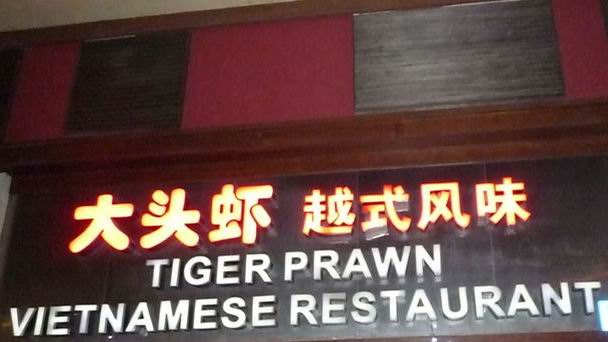 大头虾 越式风味
TIGER PRAWN
VIETNAMESE RESTAURANT